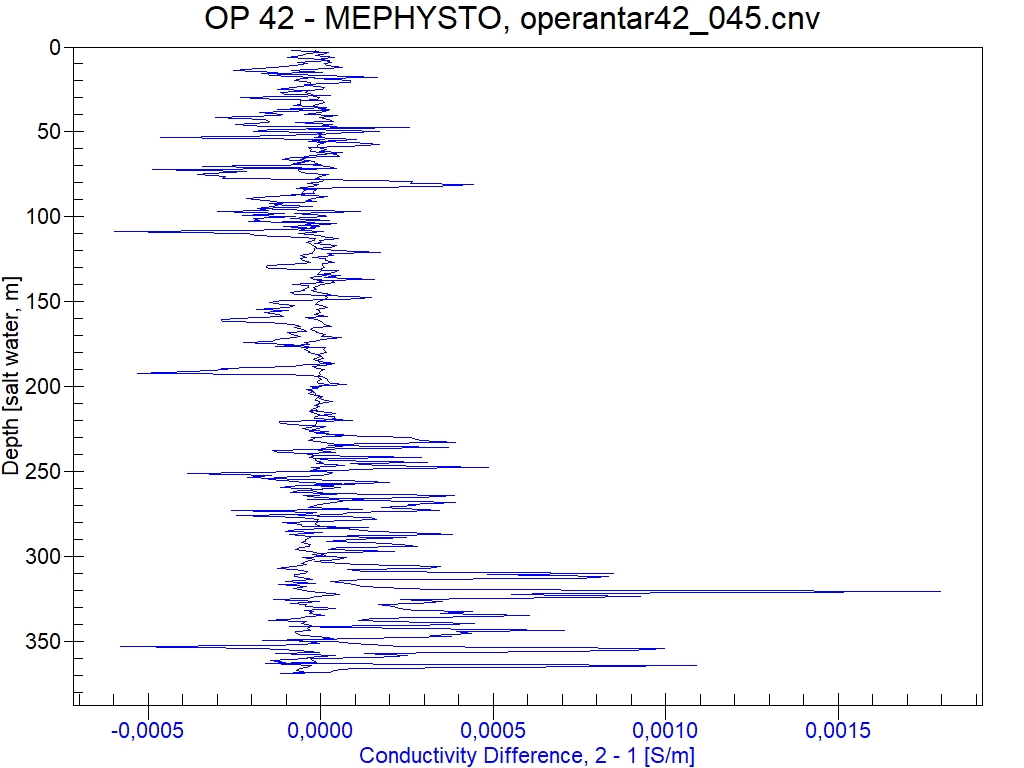 OP 42 - MEPHYSTO, operantar42_045.cnv
0
50
100
150
200
250
300
350
Depth [salt water, m]
-0,0005 0,0000 0,0005 0,0010 0,0015
Conductivity Difference, 2 - 1 [S/m]